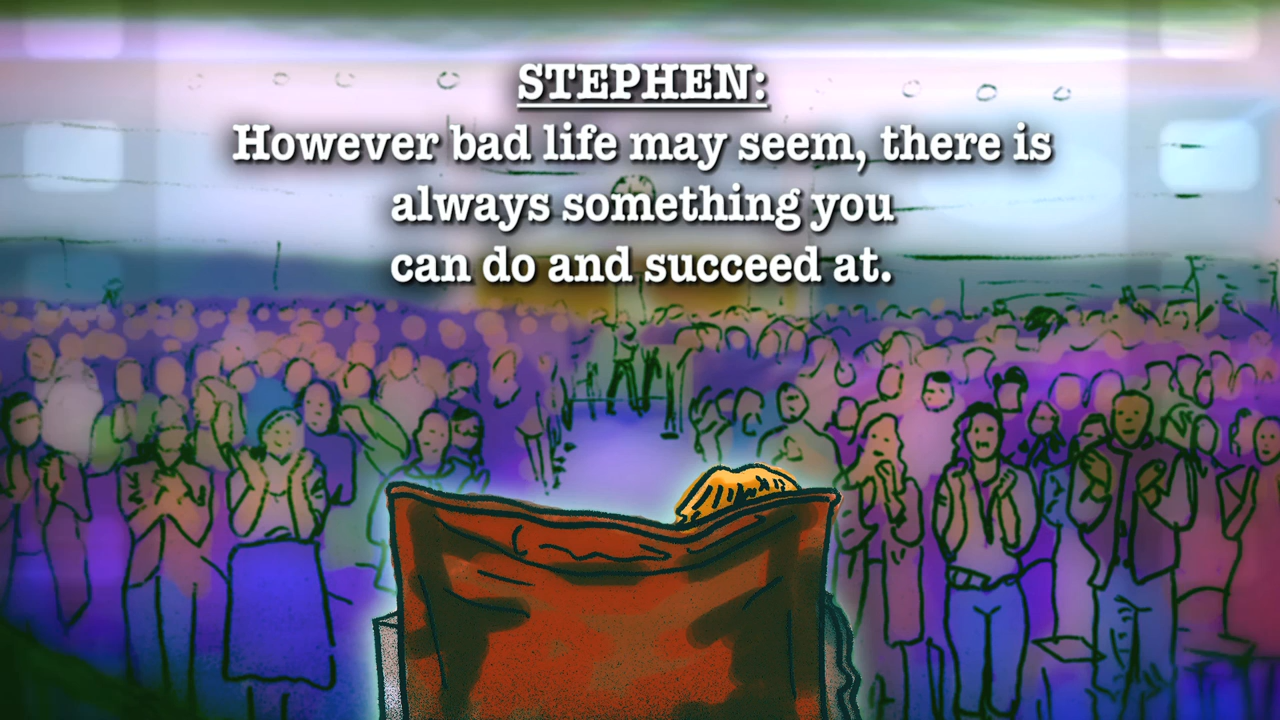 STEPHEN:
However bad life may seem, there is
always something you
can do and succeed at.